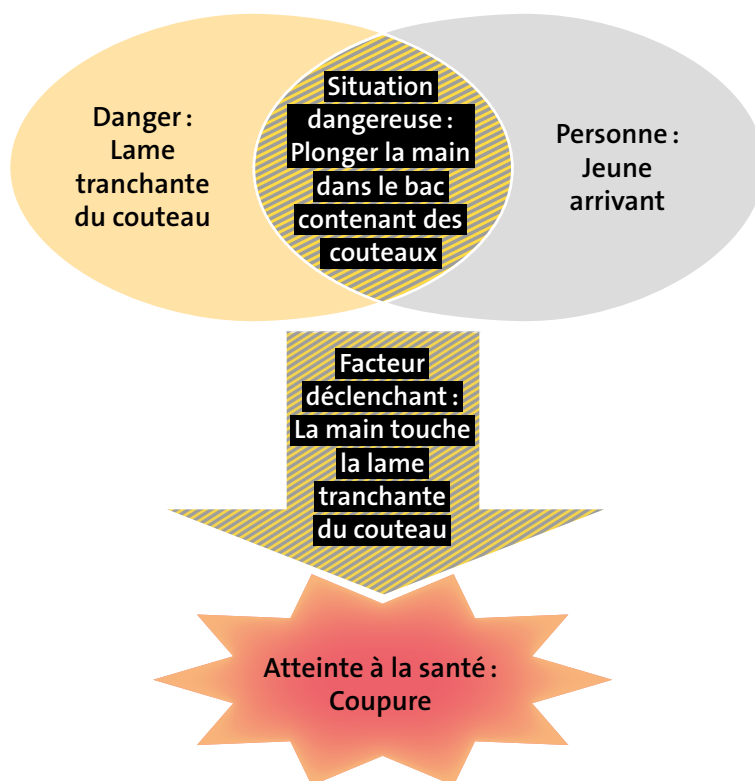 Danger :
Lame
tranchante
du couteau
Situation
dangereuse :
Plonger la main
dans le bac
contenant des
couteaux
Personne :
Jeune
arrivant
Facteur
déclenchant :
La main touche
la lame
tranchante
du couteau
Atteinte à la santé :
Coupure